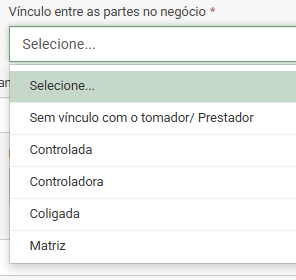 Vínculo entre as partes no negócio *
Selecione...
Selecione...
Sem vínculo com o tomador/ Prestador
Controlada
Controladora
Coligada
Matriz